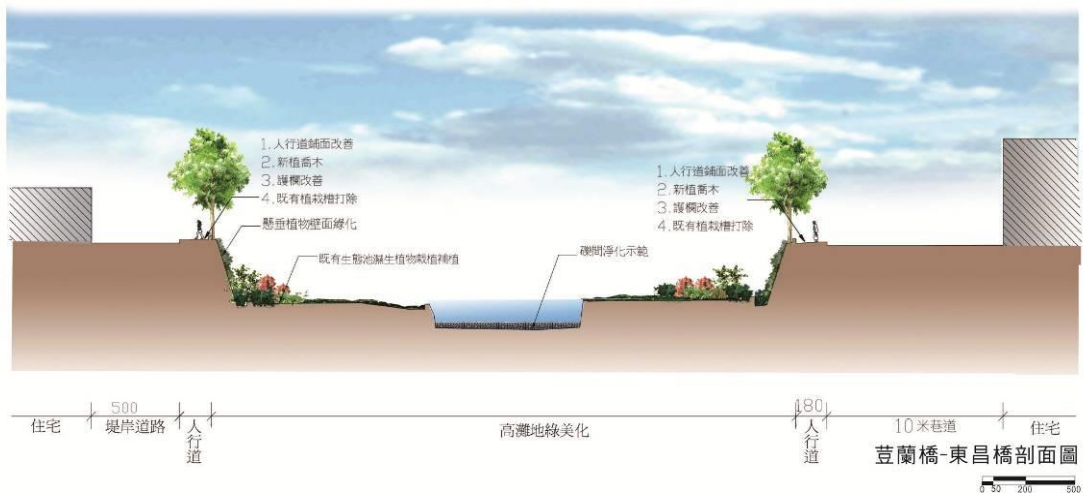 1. 人行道鋪面改善
2. 新植喬木
3. 護欄改善
4. 既有植栽槽打除
懸垂植物壁面綠化
既有生態池濕生植物栽植補植
1. 人行道鋪面改善
2. 新植喬木
3. 護欄改善
4. 既有植栽槽打除
礫間淨化示範
住宅
500
堤岸道路
人行道
高灘地綠美化
180
人行道
10米巷道
住宅
荳蘭橋-東昌橋剖面圖
0 50 200 500